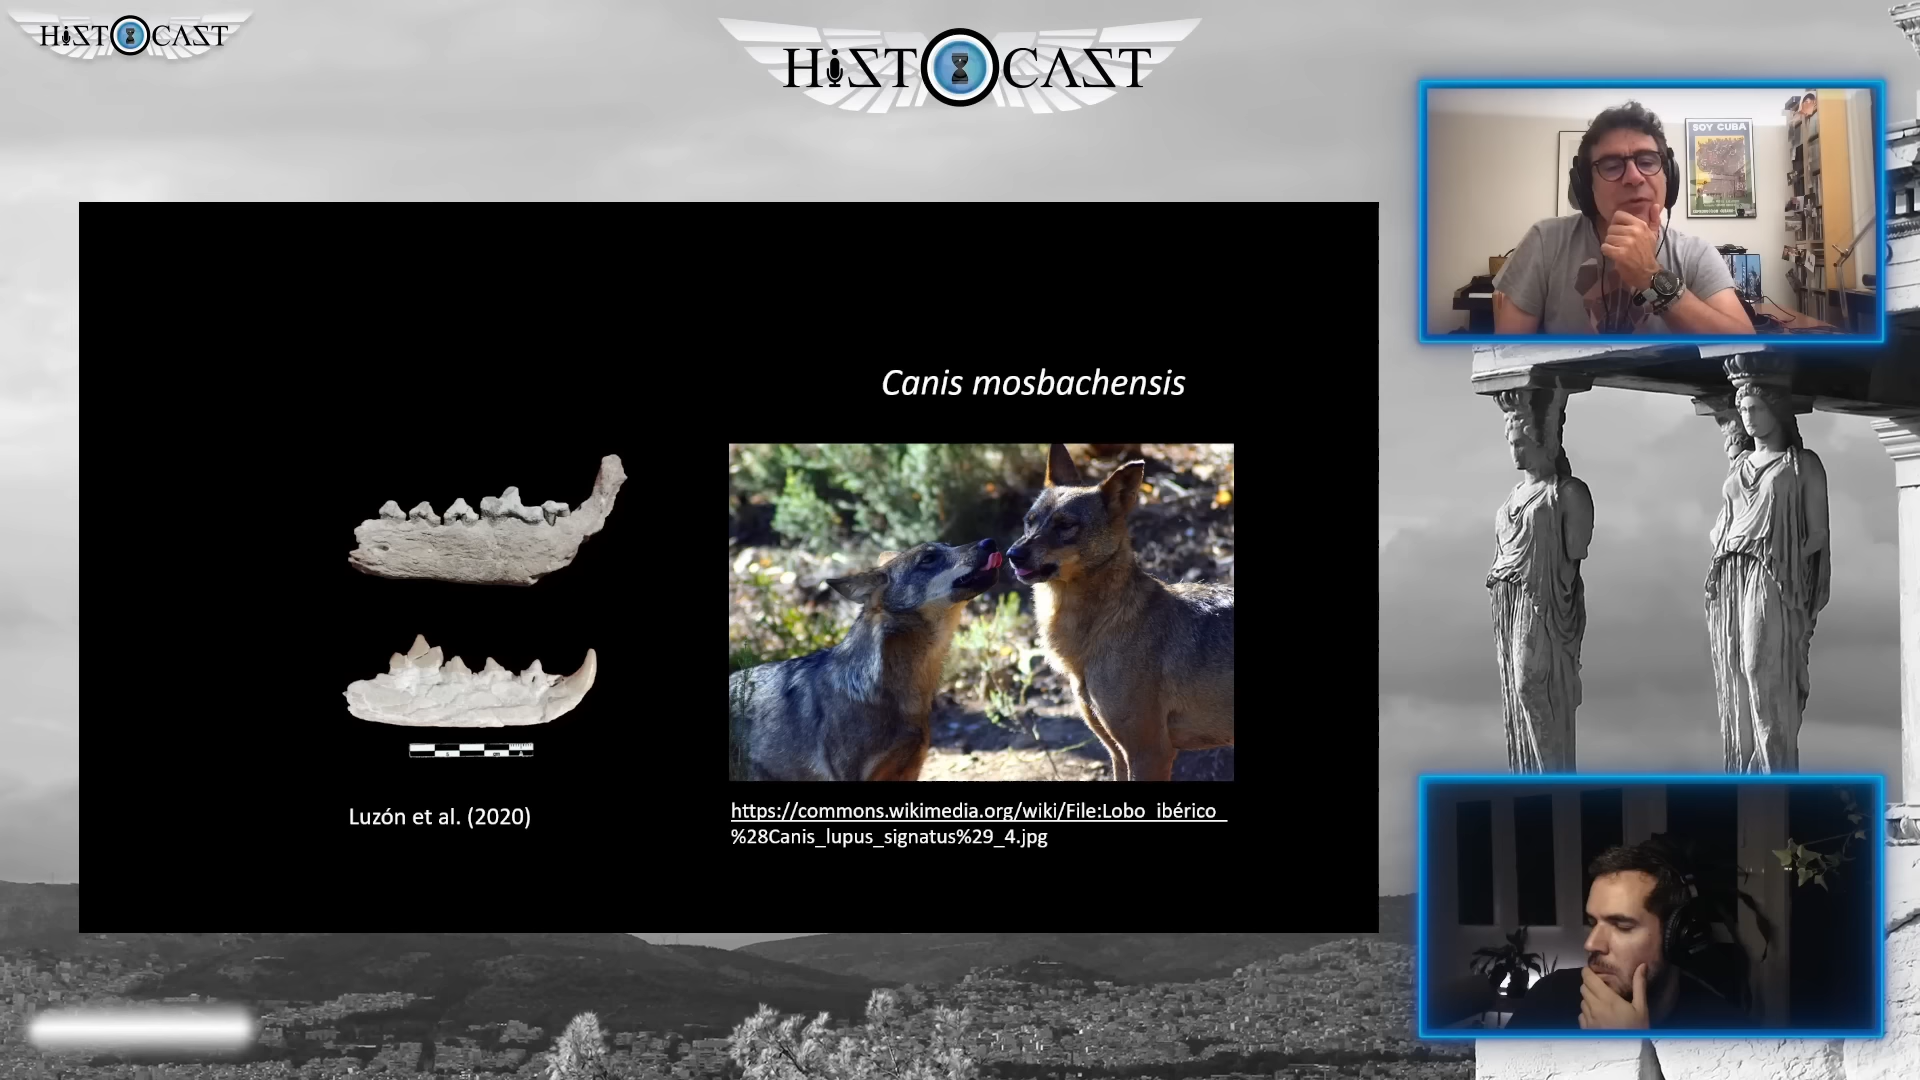 HiSTOCAST
HiSTOCAST
SOY CUBA
Canis mosbachensis
Luzón et al. (2020)
https://commons.wikimedia.org/wiki/File:Lobo_ibérico_
%28Canis_lupus_signatus%29_4.jpg